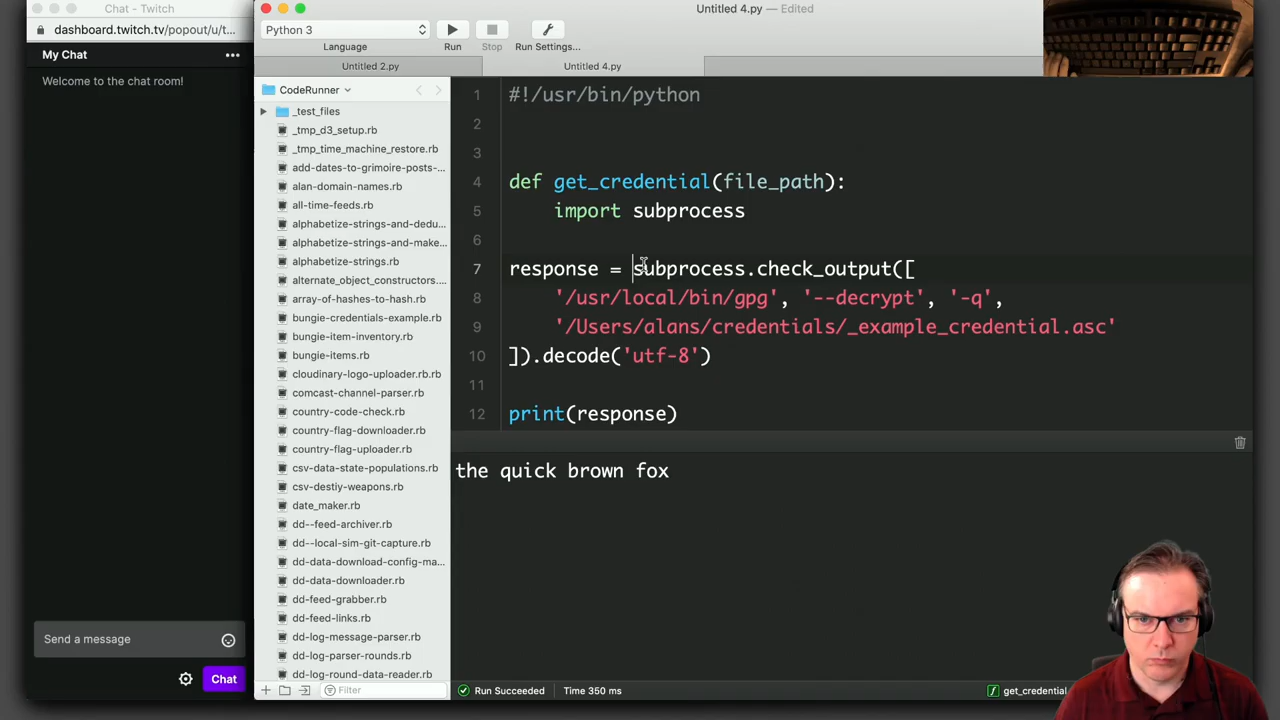 Chat - Twitch
dashboard.twitch.tv/popout/u/t...
My Chat
Welcome to the chat room!
Send a message
Chat
Untitled 4.py — Edited
Python 3
Language
Run
Stop
Run Settings...
Untitled 2.py
Untitled 4.py
CodeRunner
_test_files
_tmp_d3_setup.rb
_tmp_time_machine_restore.rb
add-dates-to-grimoire-posts-...
alan-domain-names.rb
all-time-feeds.rb
alphabetize-strings-and-dedu...
alphabetize-strings-and-make...
alphabetize-strings.rb
alternate_object_constructors....
array-of-hashes-to-hash.rb
bungie-credentials-example.rb
bungie-item-inventory.rb
bungie-items.rb
cloudinary-logo-uploader.rb.rb
comcast-channel-parser.rb
country-code-check.rb
country-flag-downloader.rb
country-flag-uploader.rb
csv-data-state-populations.rb
csv-destiy-weapons.rb
date_maker.rb
dd--feed-archiver.rb
dd--local-sim-git-capture.rb
dd-data-download-config-ma...
dd-data-downloader.rb
dd-feed-grabber.rb
dd-feed-links.rb
dd-log-message-parser.rb
dd-log-parser-rounds.rb
dd-log-round-data-reader.rb
Filter
1 #!/usr/bin/python
2
3
4 def get_credential(file_path):
5 import subprocess
6
7 response = subprocess.check_output([
8 '/usr/local/bin/gpg', '--decrypt', '-q',
9 '/Users/alans/credentials/_example_credential.asc'
10 ]).decode('utf-8')
11
12 print(response)
the quick brown fox
Run Succeeded
Time 350 ms
get_credential